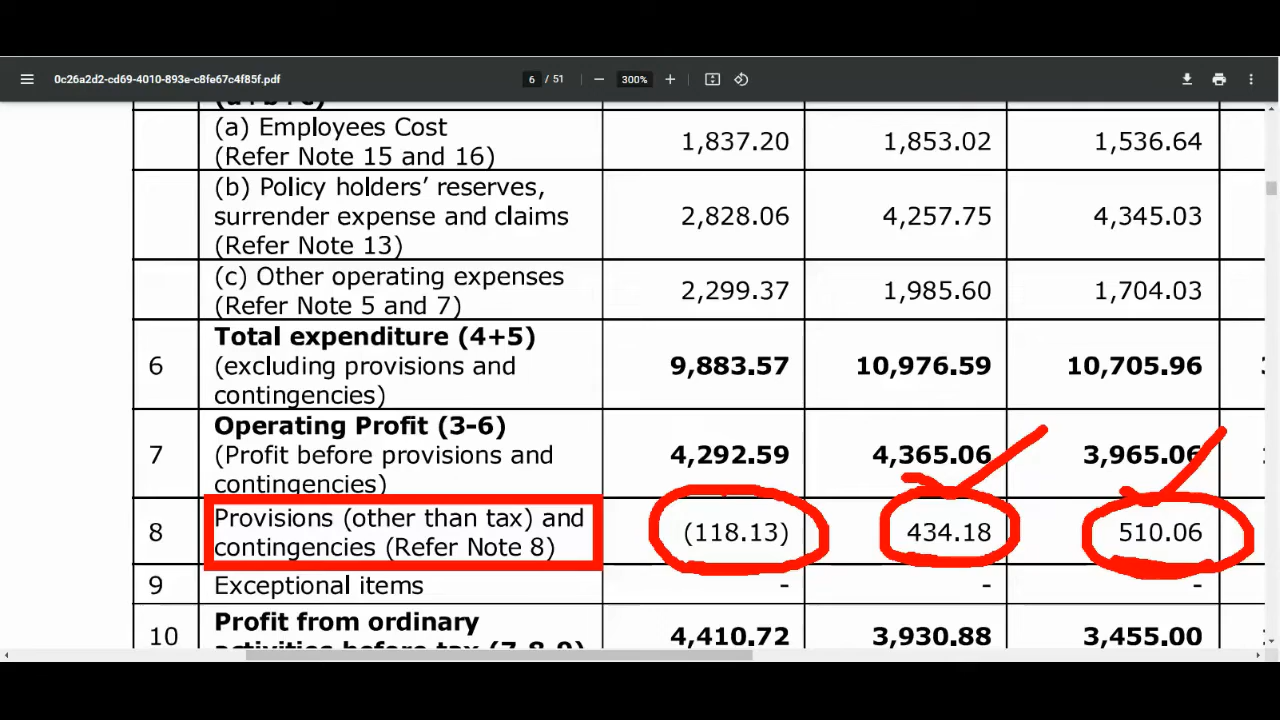 0c26a2d2-cd69-4010-893e-c8fe67c4f85f.pdf 6 / 51 300%
(a) Employees Cost
(Refer Note 15 and 16) 1,837.20 1,853.02 1,536.64
(b) Policy holders’ reserves,
surrender expense and claims 2,828.06 4,257.75 4,345.03
(Refer Note 13)
(c) Other operating expenses
(Refer Note 5 and 7) 2,299.37 1,985.60 1,704.03
Total expenditure (4+5)
6 (excluding provisions and 9,883.57 10,976.59 10,705.96
contingencies)
Operating Profit (3-6)
7 (Profit before provisions and 4,292.59 4,365.06 3,965.06
contingencies)
Provisions (other than tax) and
8 contingencies (Refer Note 8) (118.13) 434.18 510.06
9 Exceptional items - - -
Profit from ordinary
10 4,410.72 3,930.88 3,455.00
activities before tax (7-8-9)